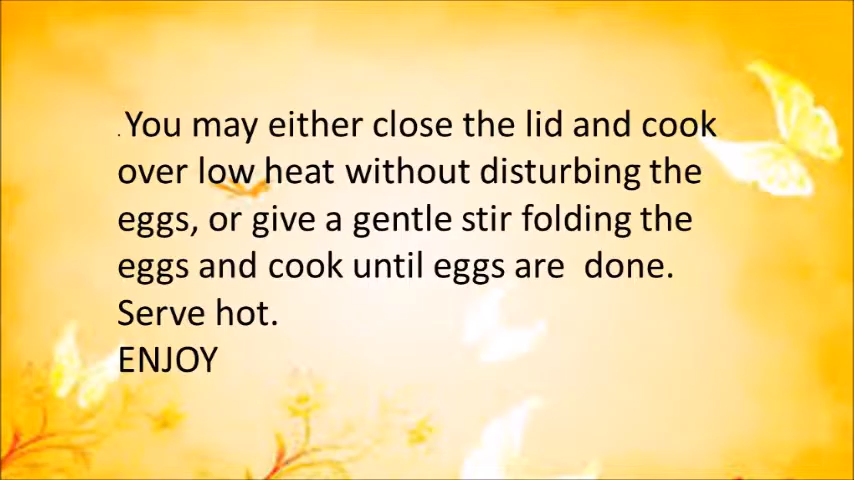 . You may either close the lid and cook
over low heat without disturbing the
eggs, or give a gentle stir folding the
eggs and cook until eggs are  done.
Serve hot.
ENJOY